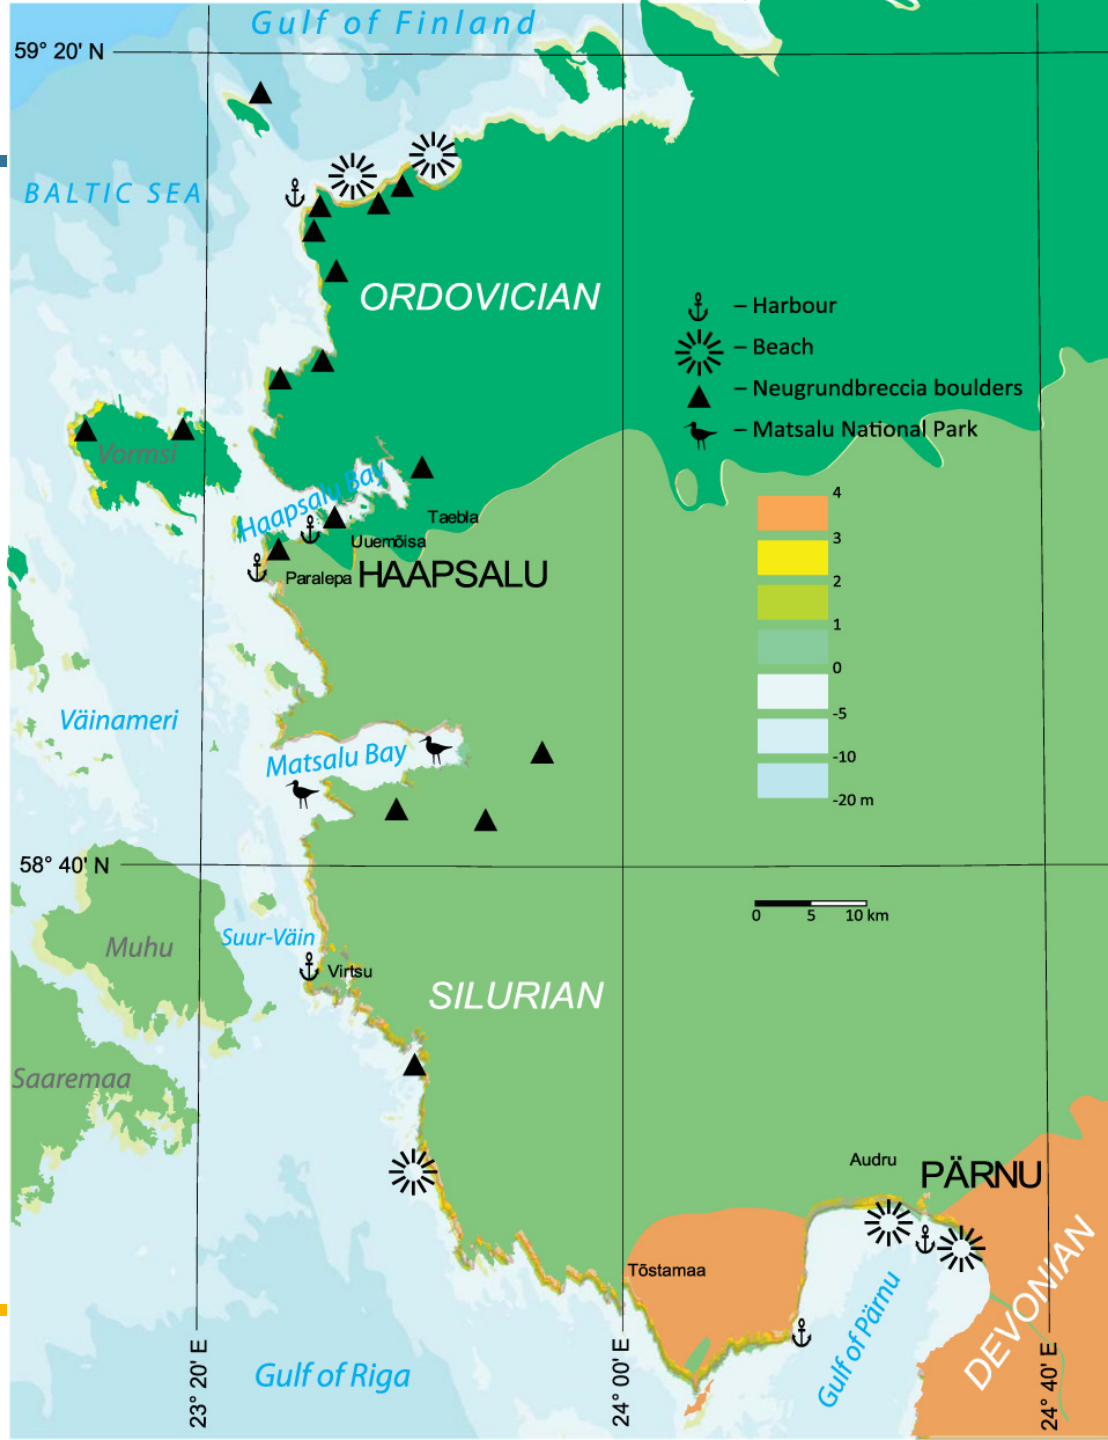 Gulf of Finland
59° 20' N
BALTIC SEA
ORDOVICIAN
– Harbour
– Beach
– Neugrundbreccia boulders
– Matsalu National Park
Vormsi
Haapsalu Bay
Taebla
Uuemõisa
Paralepa
HAAPSALU
4
3
2
1
0
-5
-10
-20 m
Väinameri
Matsalu Bay
58° 40' N
0 5 10 km
Muhu
Suur-Väin
Virtsu
SILURIAN
Saaremaa
Audru
PÄRNU
Tõstamaa
DEVONIAN
Gulf of Pärnu
Gulf of Riga
23° 20' E
24° 00' E
24° 40' E